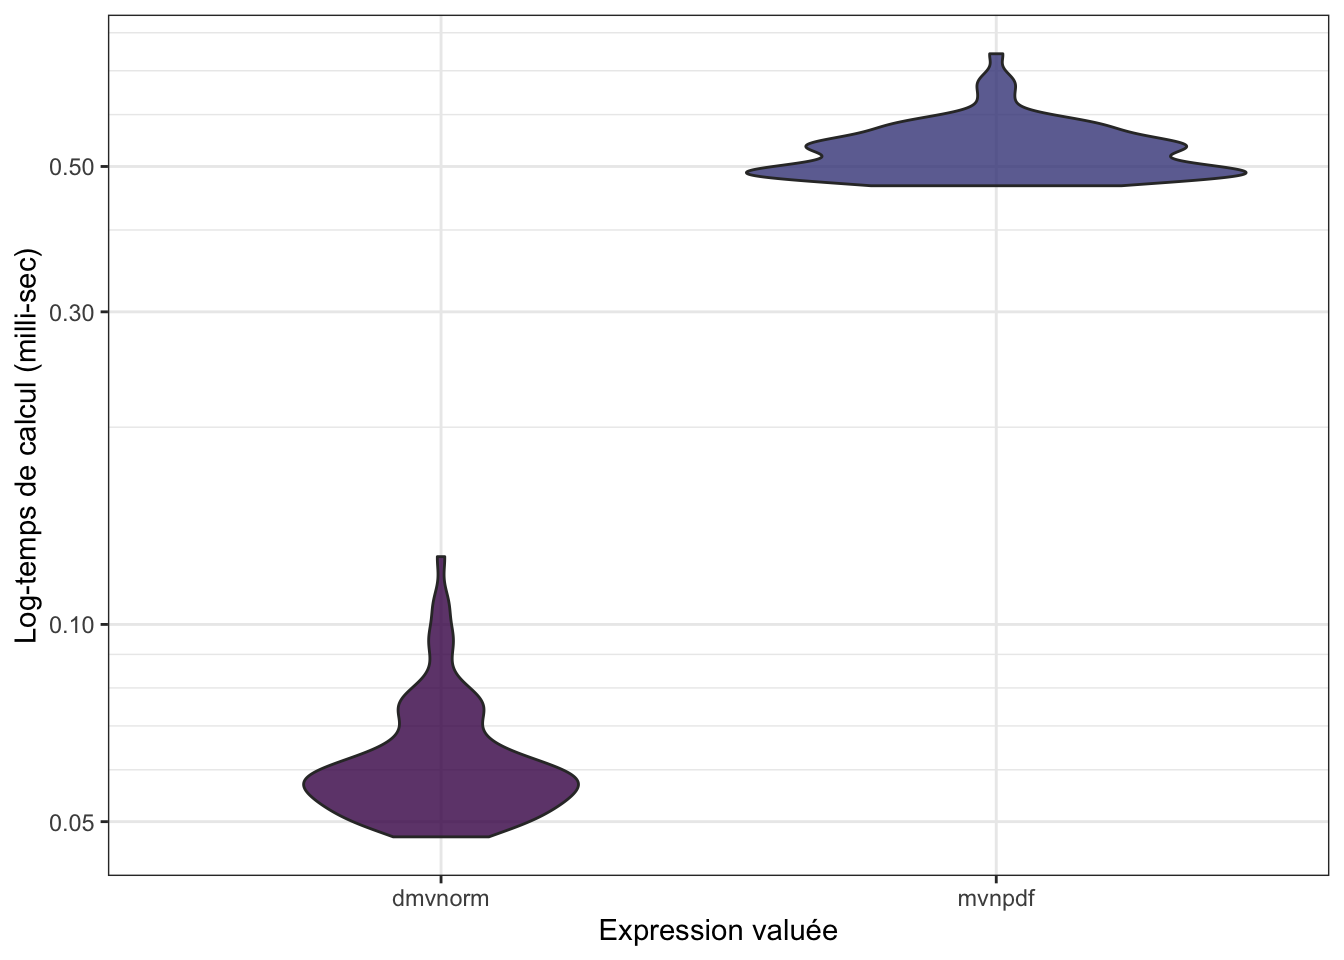 Log-temps de calcul (milli-sec)
0.50
0.30
0.10
0.05
dmvnorm
mvnpdf
Expression valuée